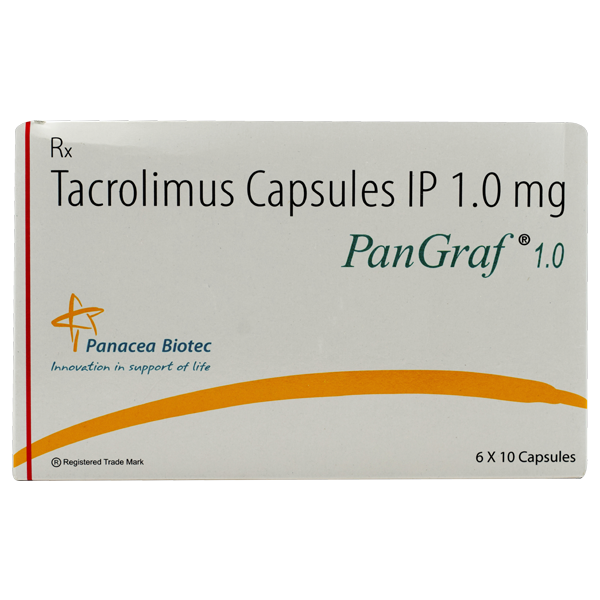 Rx
Tacrolimus Capsules IP 1.0 mg
PanGraf® 1.0
Panacea Biotec
Innovation in support of life
® Registered Trade Mark
6 X 10 Capsules